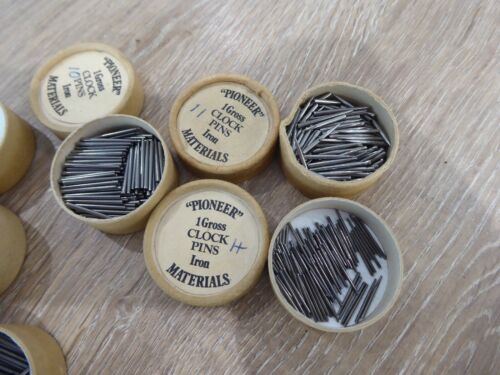 "PIONEER"
1 Gross
CLOCK
10 PINS
Iron
MATERIALS
"PIONEER"
1 Gross
11 CLOCK
PINS
Iron
MATERIALS
"PIONEER"
1 Gross
CLOCK
PINS H
Iron
MATERIALS